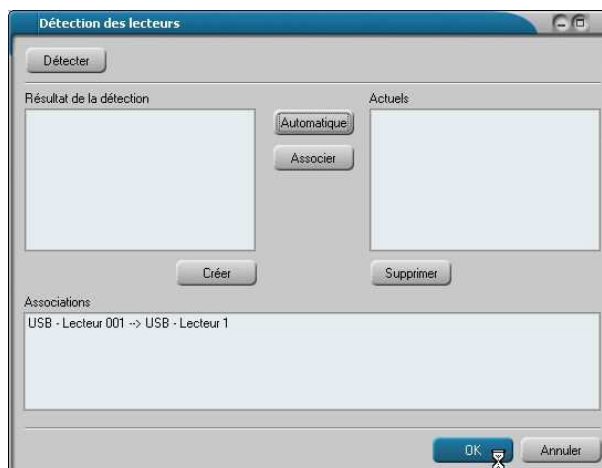 Détection des lecteurs
Détecter
Résultat de la détection
Actuels
Automatique
Associer
Créer
Supprimer
Associations
USB - Lecteur 001 --> USB - Lecteur 1
OK
Annuler